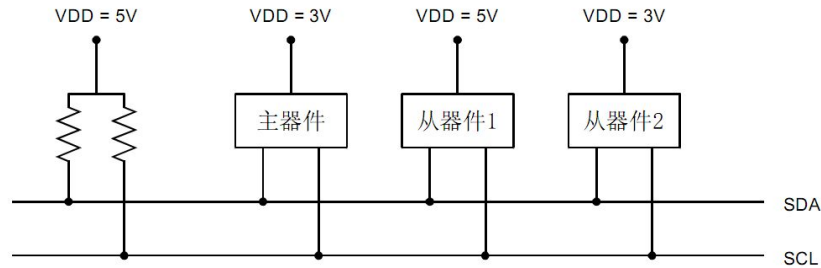 VDD = 5V
VDD = 3V
VDD = 5V
VDD = 3V
主器件
从器件1
从器件2
SDA
SCL